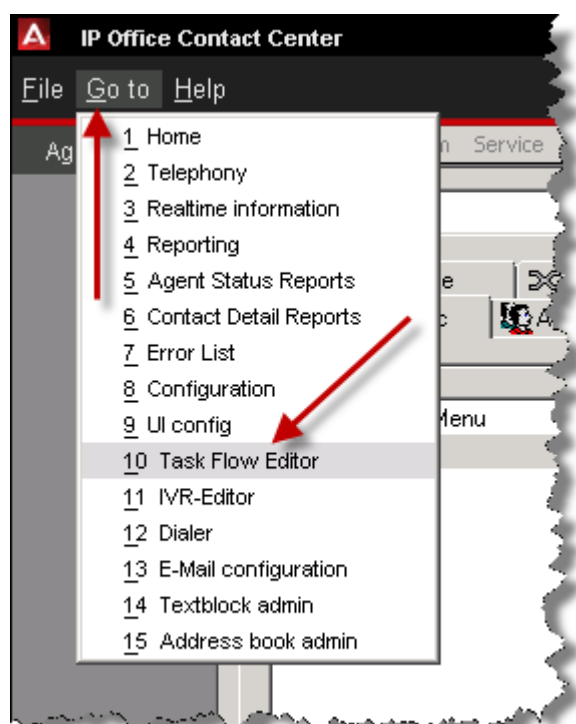 IP Office Contact Center
File Go to Help
Ag
n Service
1 Home
2 Telephony
3 Realtime information
4 Reporting
5 Agent Status Reports
e
6 Contact Detail Reports
A
7 Error List
8 Configuration
9 UI config
Menu
10 Task Flow Editor
11 IVR-Editor
12 Dialer
13 E-Mail configuration
14 Textblock admin
15 Address book admin